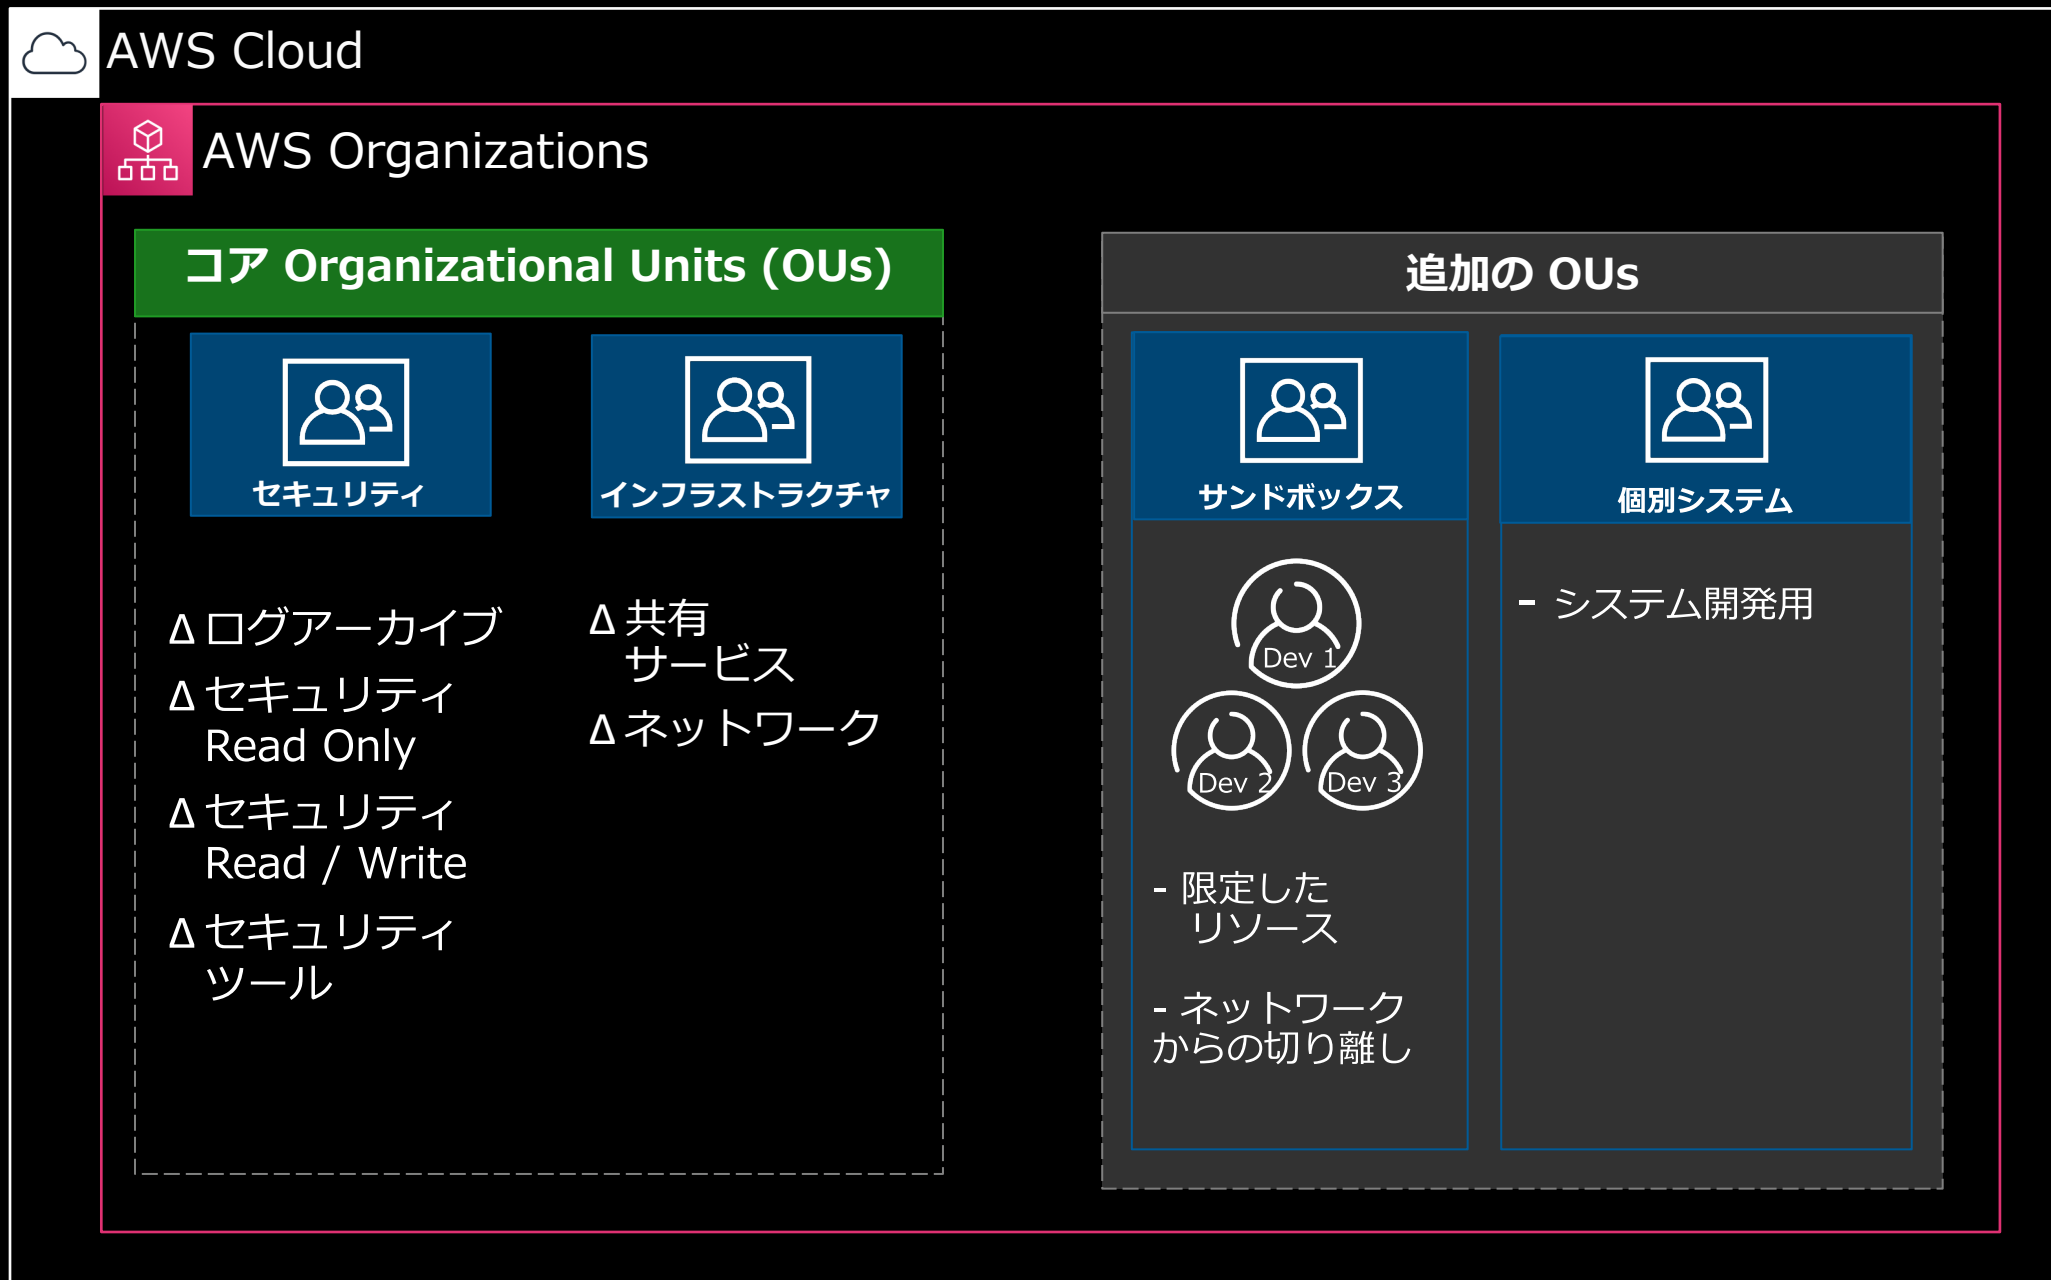 AWS Cloud
AWS Organizations
コア Organizational Units (OUs)
セキュリティ
Δ ログアーカイブ
Δ セキュリティ
Read Only
Δ セキュリティ
Read / Write
Δ セキュリティ
ツール
インフラストラクチャ
Δ 共有
サービス
Δ ネットワーク
追加の OUs
サンドボックス
Dev 1
Dev 2
Dev 3
- 限定した
リソース
- ネットワーク
からの切り離し
個別システム
- システム開発用